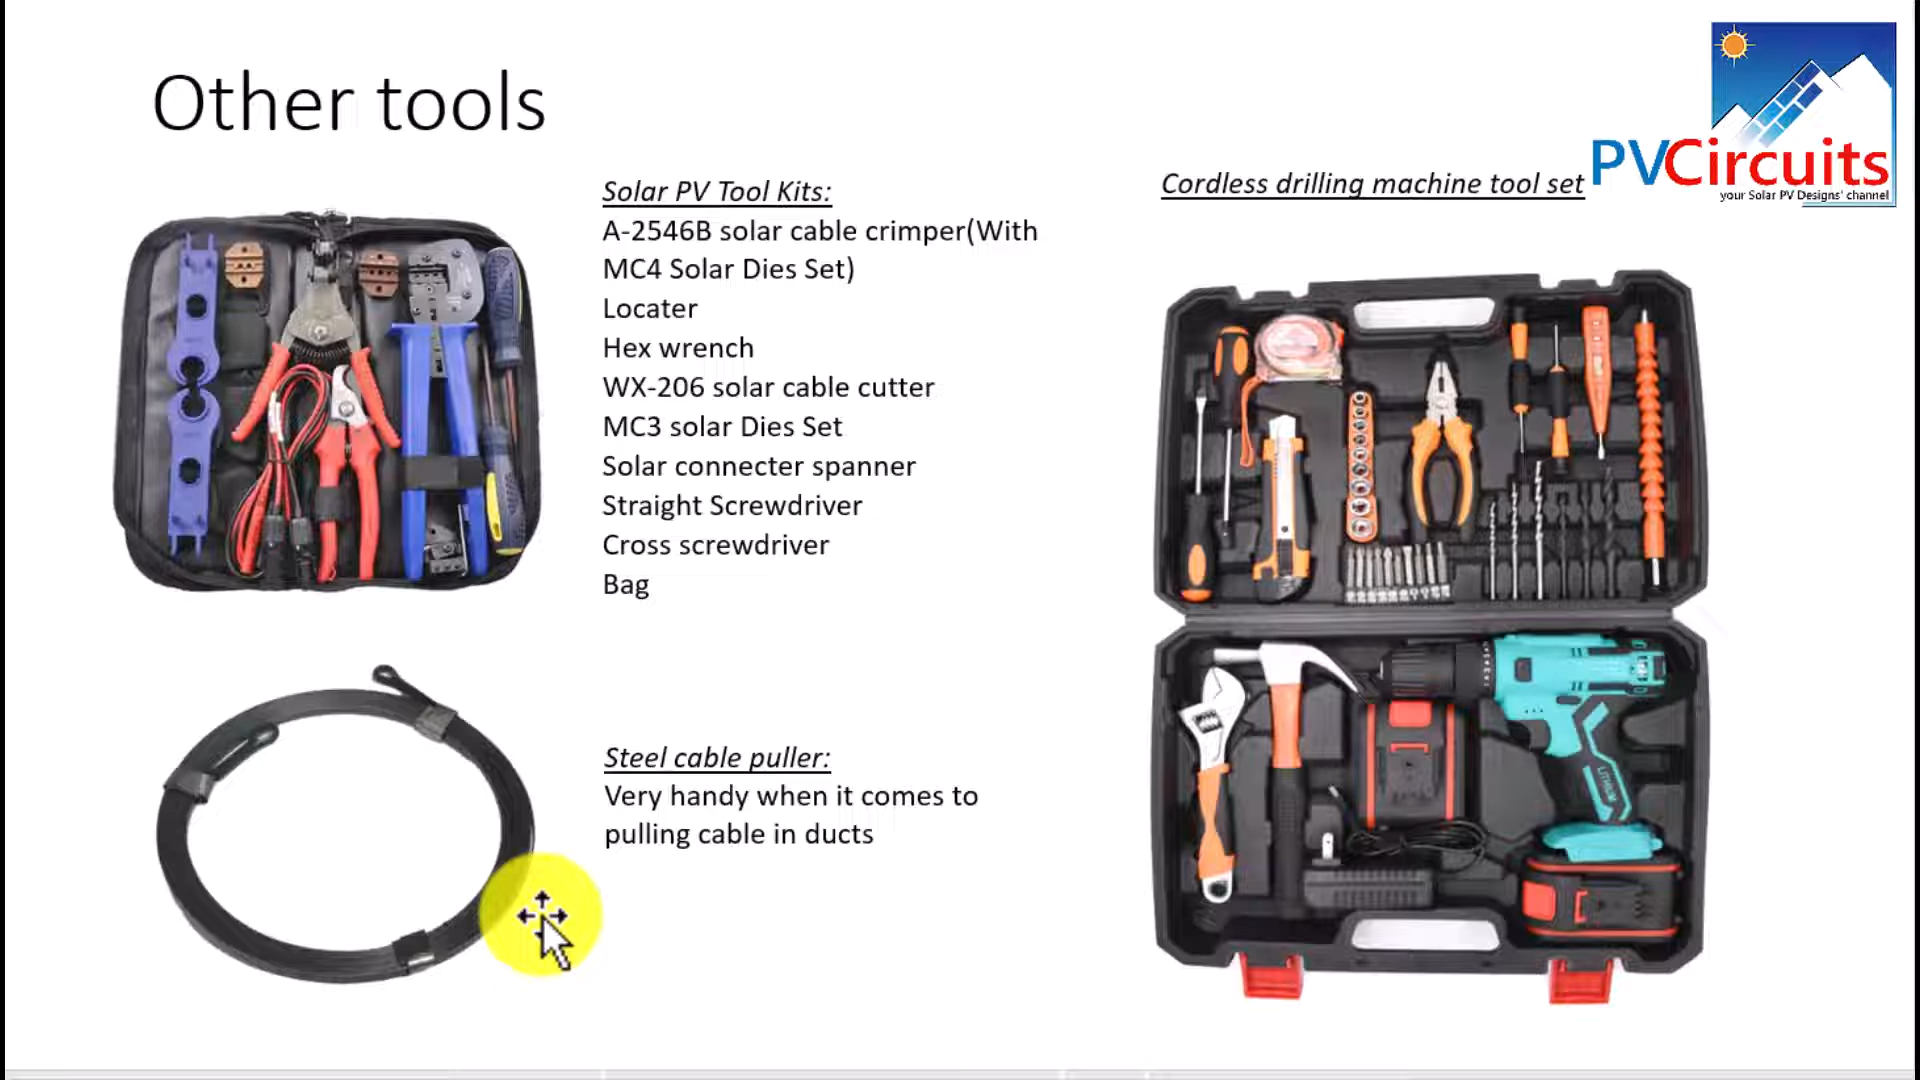 Other tools
PVCircuits
your Solar PV Designs' channel
Solar PV Tool Kits:
A-2546B solar cable crimper(With
MC4 Solar Dies Set)
Locater
Hex wrench
WX-206 solar cable cutter
MC3 solar Dies Set
Solar connecter spanner
Straight Screwdriver
Cross screwdriver
Bag
Steel cable puller:
Very handy when it comes to
pulling cable in ducts
Cordless drilling machine tool set
LITHIUM